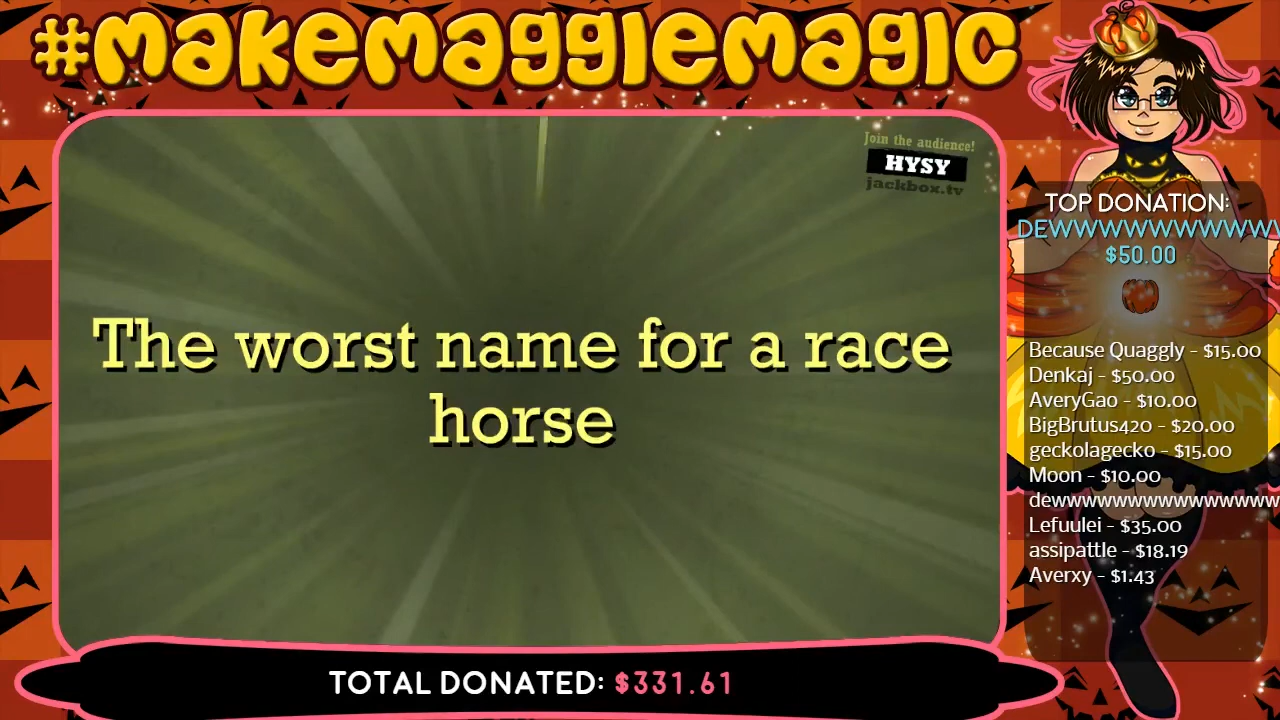 #makemaggiemagic
Join the audience!
HYSY
jackbox.tv
The worst name for a race
horse
TOP DONATION:
$50.00
Because Quaggly - $15.00
Denkaj - $50.00
AveryGao - $10.00
BigBrutus420 - $20.00
geckolagecko - $15.00
Moon - $10.00
Lefuulei - $35.00
assipattle - $18.19
Averxy - $1.43
TOTAL DONATED: $331.61